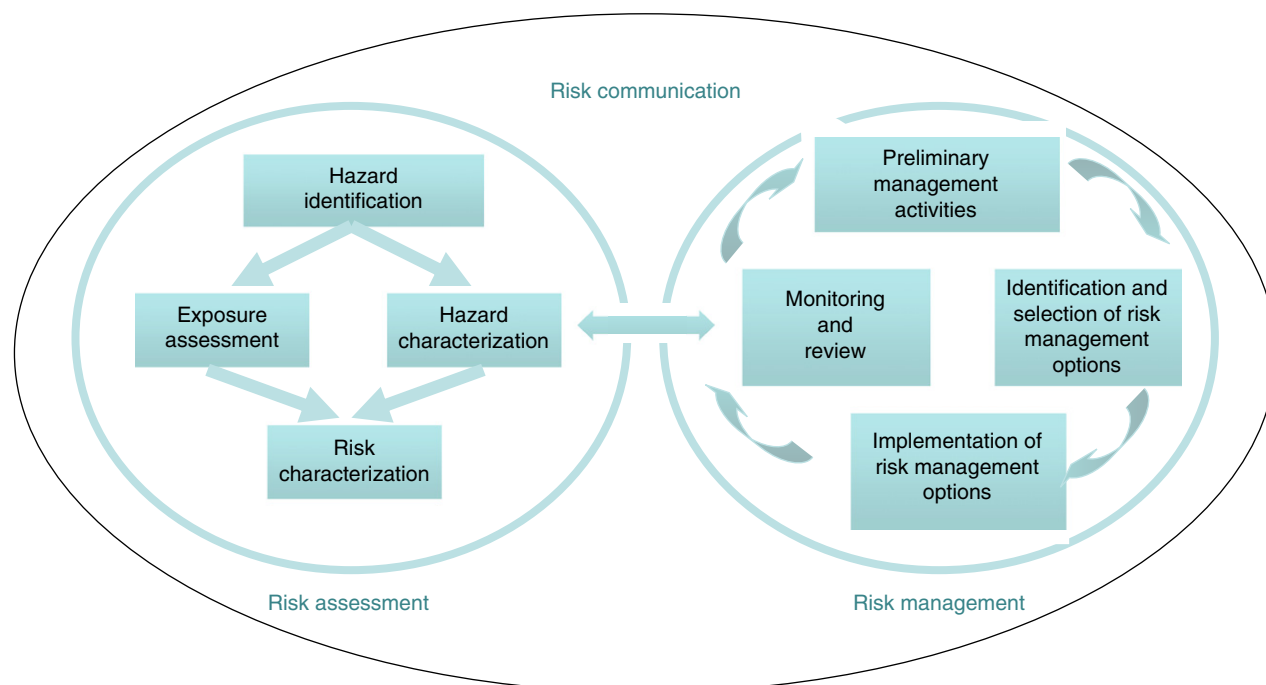 Risk communication
Hazard
identification
Exposure
assessment
Hazard
characterization
Risk
characterization
Risk assessment
Preliminary
management
activities
Identification and
selection of risk
management
options
Implementation of
risk management
options
Monitoring
and
review
Risk management